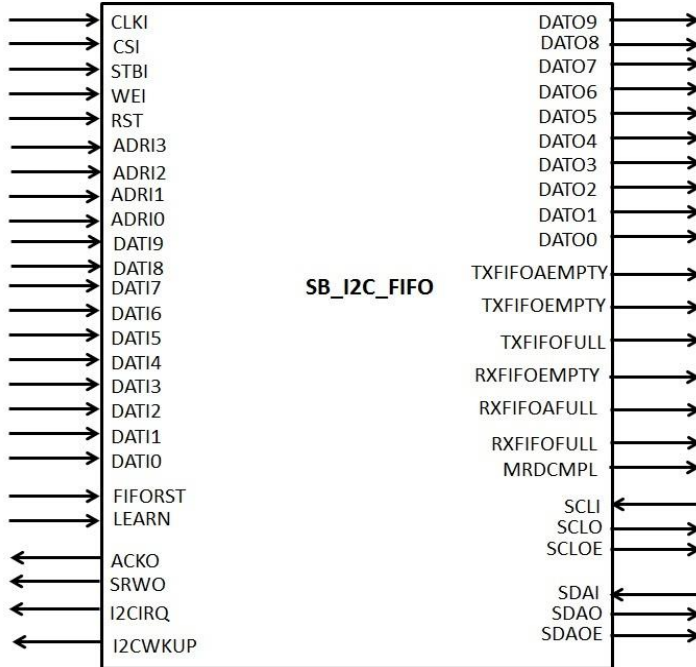 CLKI
CSI
STBI
WEI
RST
ADRI3
ADRI2
ADRI1
ADRI0
DATI9
DATI8
DATI7
DATI6
DATI5
DATI4
DATI3
DATI2
DATI1
DATI0
FIFORST
LEARN
ACKO
SRWO
I2CIRQ
I2CWKUP
SB_I2C_FIFO
DATO9
DATO8
DATO7
DATO6
DATO5
DATO4
DATO3
DATO2
DATO1
DATO0
TXFIFOAEMPTY
TXFIFOEMPTY
TXFIFOFULL
RXFIFOEMPTY
RXFIFOAFULL
RXFIFOFULL
MRDCMPL
SCLI
SCLO
SCLOE
SDAI
SDAO
SDAOE